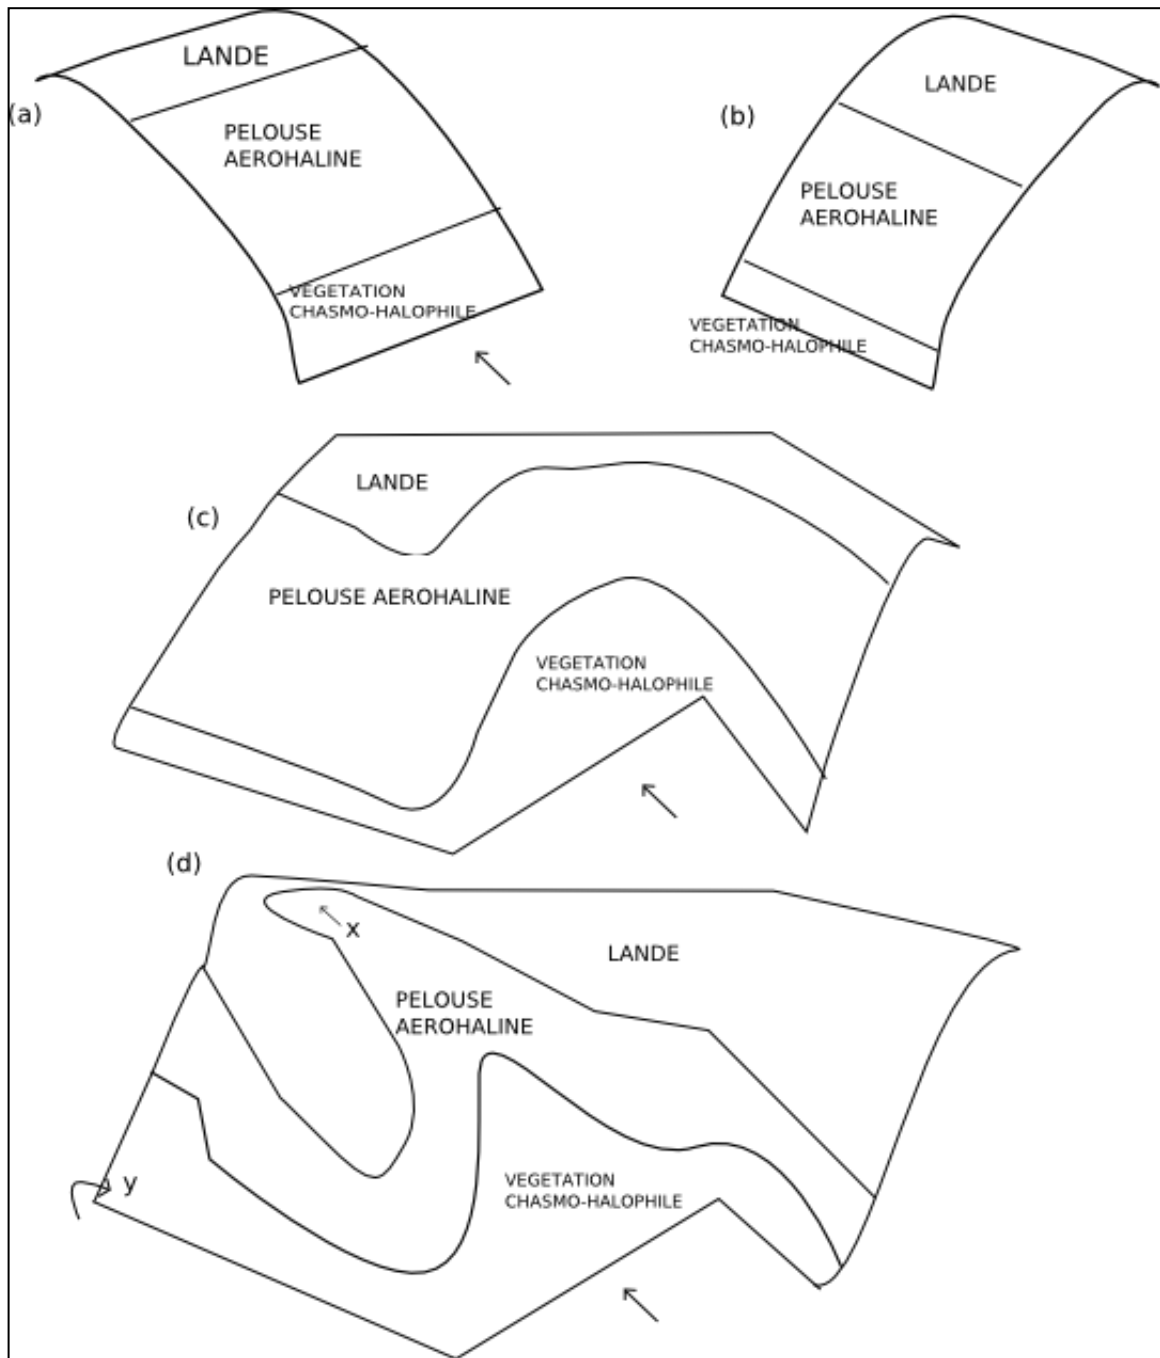 (a)
LANDE
PELOUSE
AEROHALINE
VEGETATION
CHASMO-HALOPHILE
(b)
LANDE
PELOUSE
AEROHALINE
VEGETATION
CHASMO-HALOPHILE
(c)
LANDE
PELOUSE AEROHALINE
VEGETATION
CHASMO-HALOPHILE
(d)
x
LANDE
PELOUSE
AEROHALINE
y
VEGETATION
CHASMO-HALOPHILE